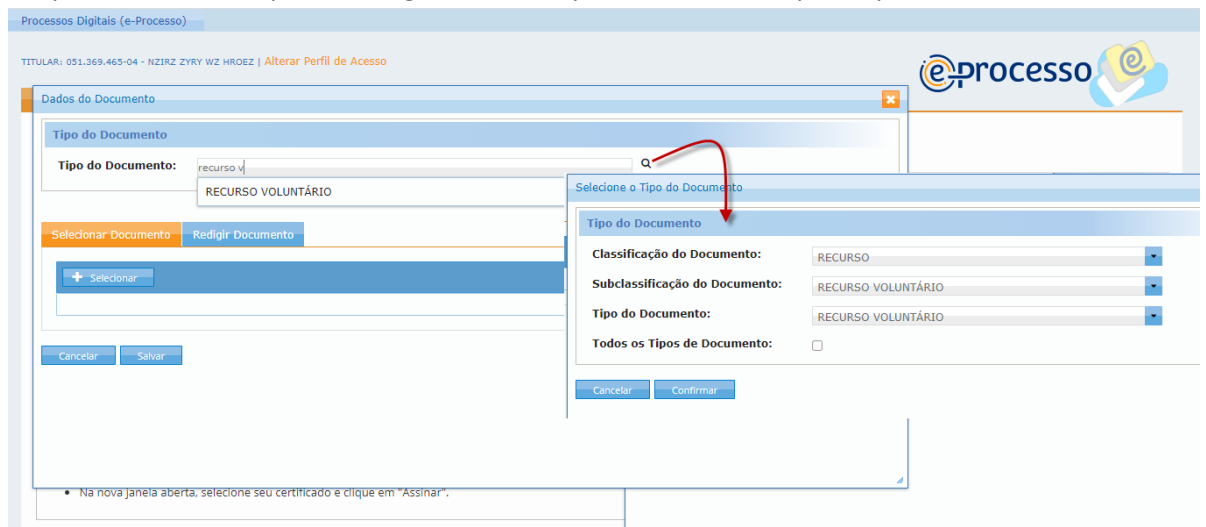 Processos Digitais (e-Processo)
TITULAR: 051.369.465-04 - NZIRZ ZYRY WZ HROEZ | Alterar Perfil de Acesso
e-processo
Dados do Documento
Tipo do Documento
Tipo do Documento: recurso v
RECURSO VOLUNTÁRIO
Selecionar Documento Redigir Documento
+ Selecionar
Cancelar Salvar
Selecione o Tipo do Documento
Tipo do Documento
Classificação do Documento: RECURSO
Subclassificação do Documento: RECURSO VOLUNTÁRIO
Tipo do Documento: RECURSO VOLUNTÁRIO
Todos os Tipos de Documento:
Cancelar Confirmar
Na nova janela aberta, selecione seu certificado e clique em "Assinar".